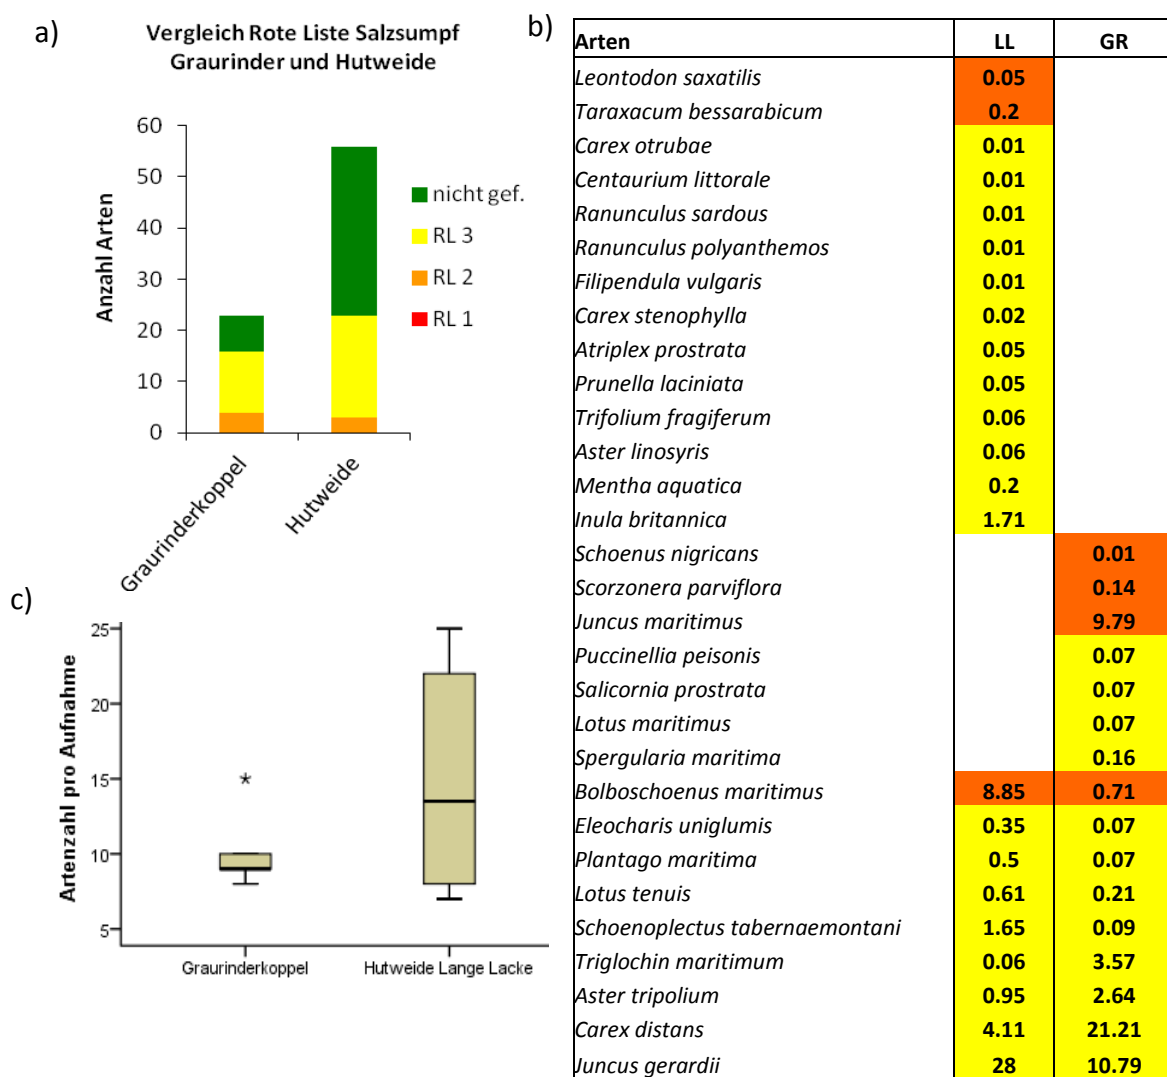 a)
Vergleich Rote Liste Salzsumpf
Graurinder und Hutweide
60
50
40
30
20
10
0
Anzahl Arten
nicht gef.
RL 3
RL 2
RL 1
Graurinderkoppel
Hutweide
c)
25
20
15
10
5
Artenzahl pro Aufnahme
*
Graurinderkoppel Hutweide Lange Lacke
b)
Arten LL GR
Leontodon saxatilis 0.05
Taraxacum bessarabicum 0.2
Carex otrubae 0.01
Centaurium littorale 0.01
Ranunculus sardous 0.01
Ranunculus polyanthemos 0.01
Filipendula vulgaris 0.01
Carex stenophylla 0.02
Atriplex prostrata 0.05
Prunella laciniata 0.05
Trifolium fragiferum 0.06
Aster linosyris 0.06
Mentha aquatica 0.2
Inula britannica 1.71
Schoenus nigricans 0.01
Scorzonera parviflora 0.14
Juncus maritimus 9.79
Puccinellia peisonis 0.07
Salicornia prostrata 0.07
Lotus maritimus 0.07
Spergularia maritima 0.16
Bolboschoenus maritimus 8.85 0.71
Eleocharis uniglumis 0.35 0.07
Plantago maritima 0.5 0.07
Lotus tenuis 0.61 0.21
Schoenoplectus tabernaemontani 1.65 0.09
Triglochin maritimum 0.06 3.57
Aster tripolium 0.95 2.64
Carex distans 4.11 21.21
Juncus gerardii 28 10.79